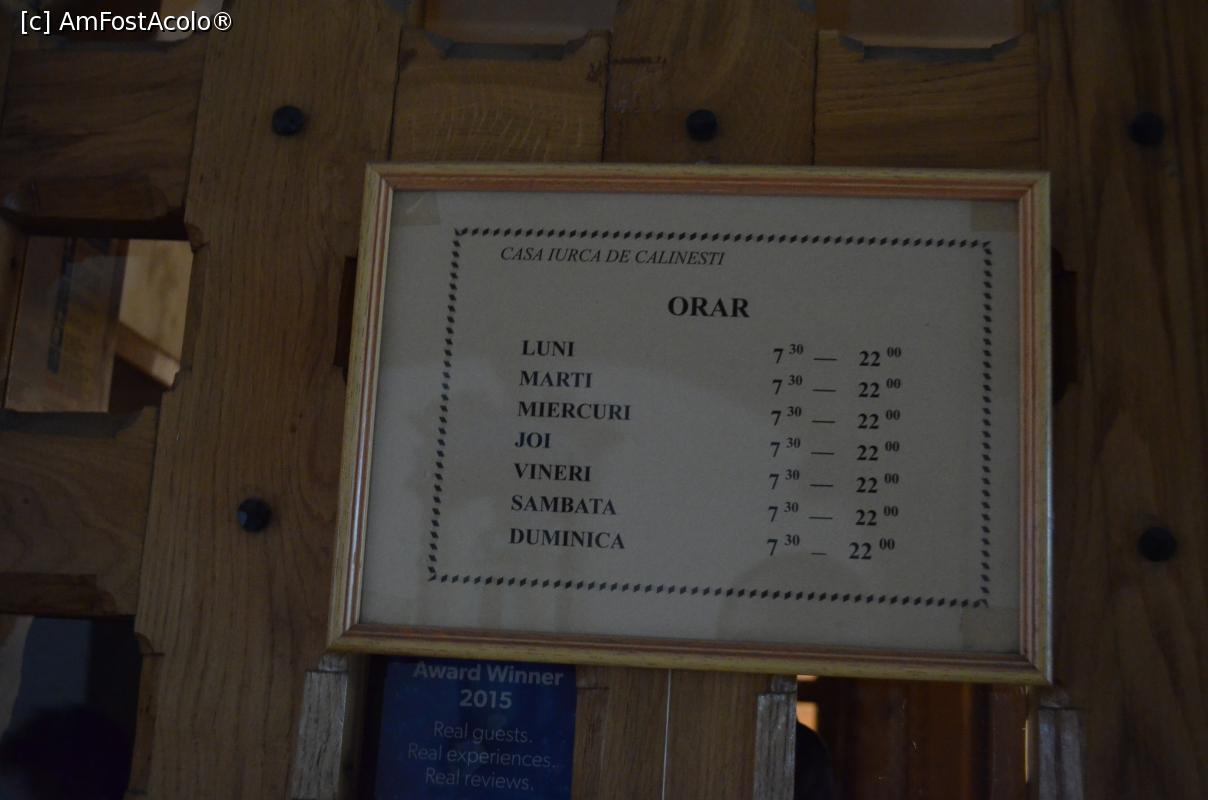 [c] AmFostAcolo®
CASA IURCA DE CALINESTI
ORAR
LUNI 7 30 — 22 00
MARTI 7 30 — 22 00
MIERCURI 7 30 — 22 00
JOI 7 30 — 22 00
VINERI 7 30 — 22 00
SAMBATA 7 30 — 22 00
DUMINICA 7 30 – 22 00
Award Winner
2015
Real guests.
Real experiences.
Real reviews.